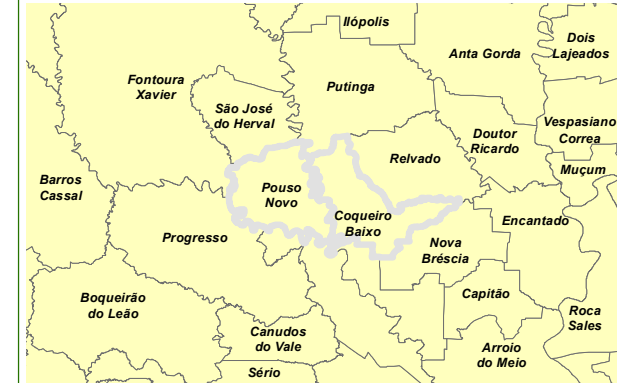 Ilópolis
Dois
Lajeados
Anta Gorda
Fontoura
Xavier
Putinga
São José
do Herval
Vespasiano
Correa
Doutor
Ricardo
Relvado
Muçum
Barros
Cassal
Pouso
Novo
Coqueiro
Baixo
Encantado
Progresso
Nova
Bréscia
Boqueirão
do Leão
Capitão
Roca
Sales
Canudos
do Vale
Arroio
do Meio
Sério